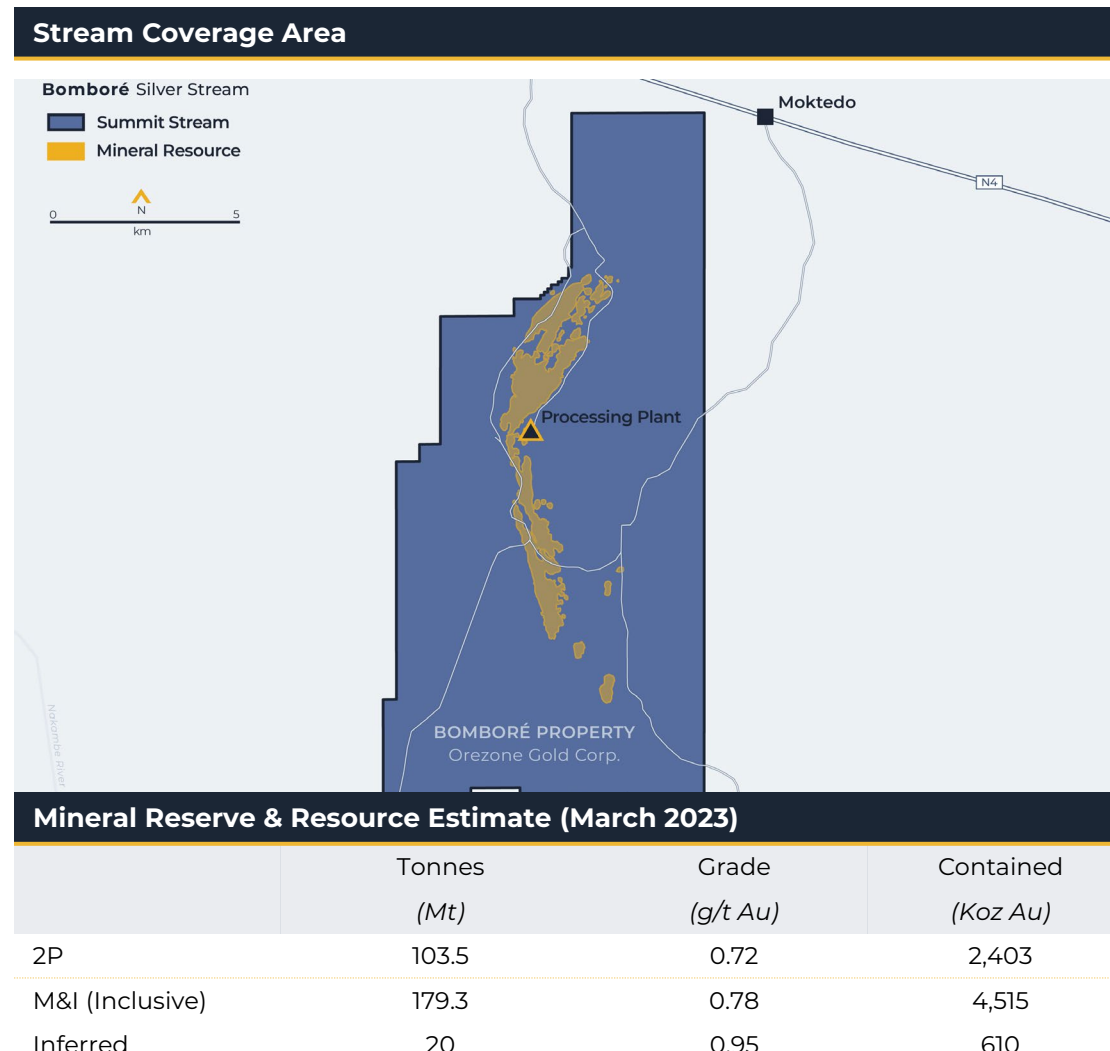 Stream Coverage Area
Bomboré Silver Stream
Summit Stream
Mineral Resource
N
0 5
km
Moktedo
N4
Processing Plant
Nakambe River
BOMBORÉ PROPERTY
Orezone Gold Corp.
Mineral Reserve & Resource Estimate (March 2023)
Tonnes Grade Contained
(Mt) (g/t Au) (Koz Au)
2P 103.5 0.72 2,403
M&I (Inclusive) 179.3 0.78 4,515
Inferred 20 0.95 610